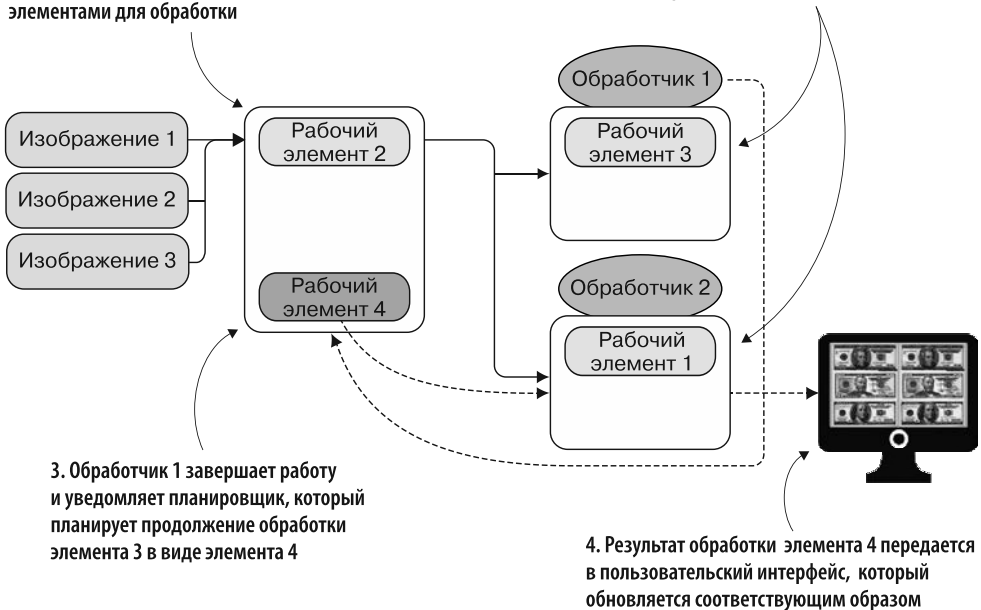 элементами для обработки
Обработчик 1
Изображение 1
Рабочий
элемент 2
Рабочий
элемент 3
Изображение 2
Изображение 3
Рабочий
элемент 4
Обработчик 2
Рабочий
элемент 1
3. Обработчик 1 завершает работу
и уведомляет планировщик, который
планирует продолжение обработки
элемента 3 в виде элемента 4
4. Результат обработки элемента 4 передается
в пользовательский интерфейс, который
обновляется соответствующим образом